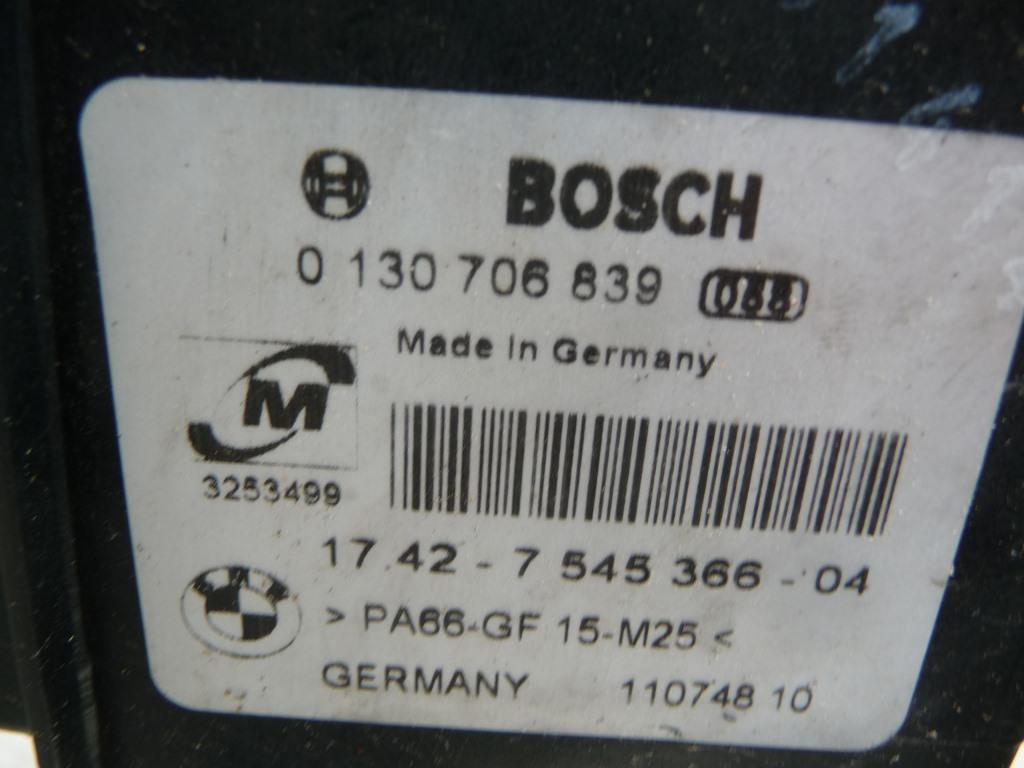 BOSCH
0 130 706 839 088
Made in Germany
M
3253499
17.42 - 7 545 366 - 04
> PA66-GF 15-M25 <
GERMANY 110748 10